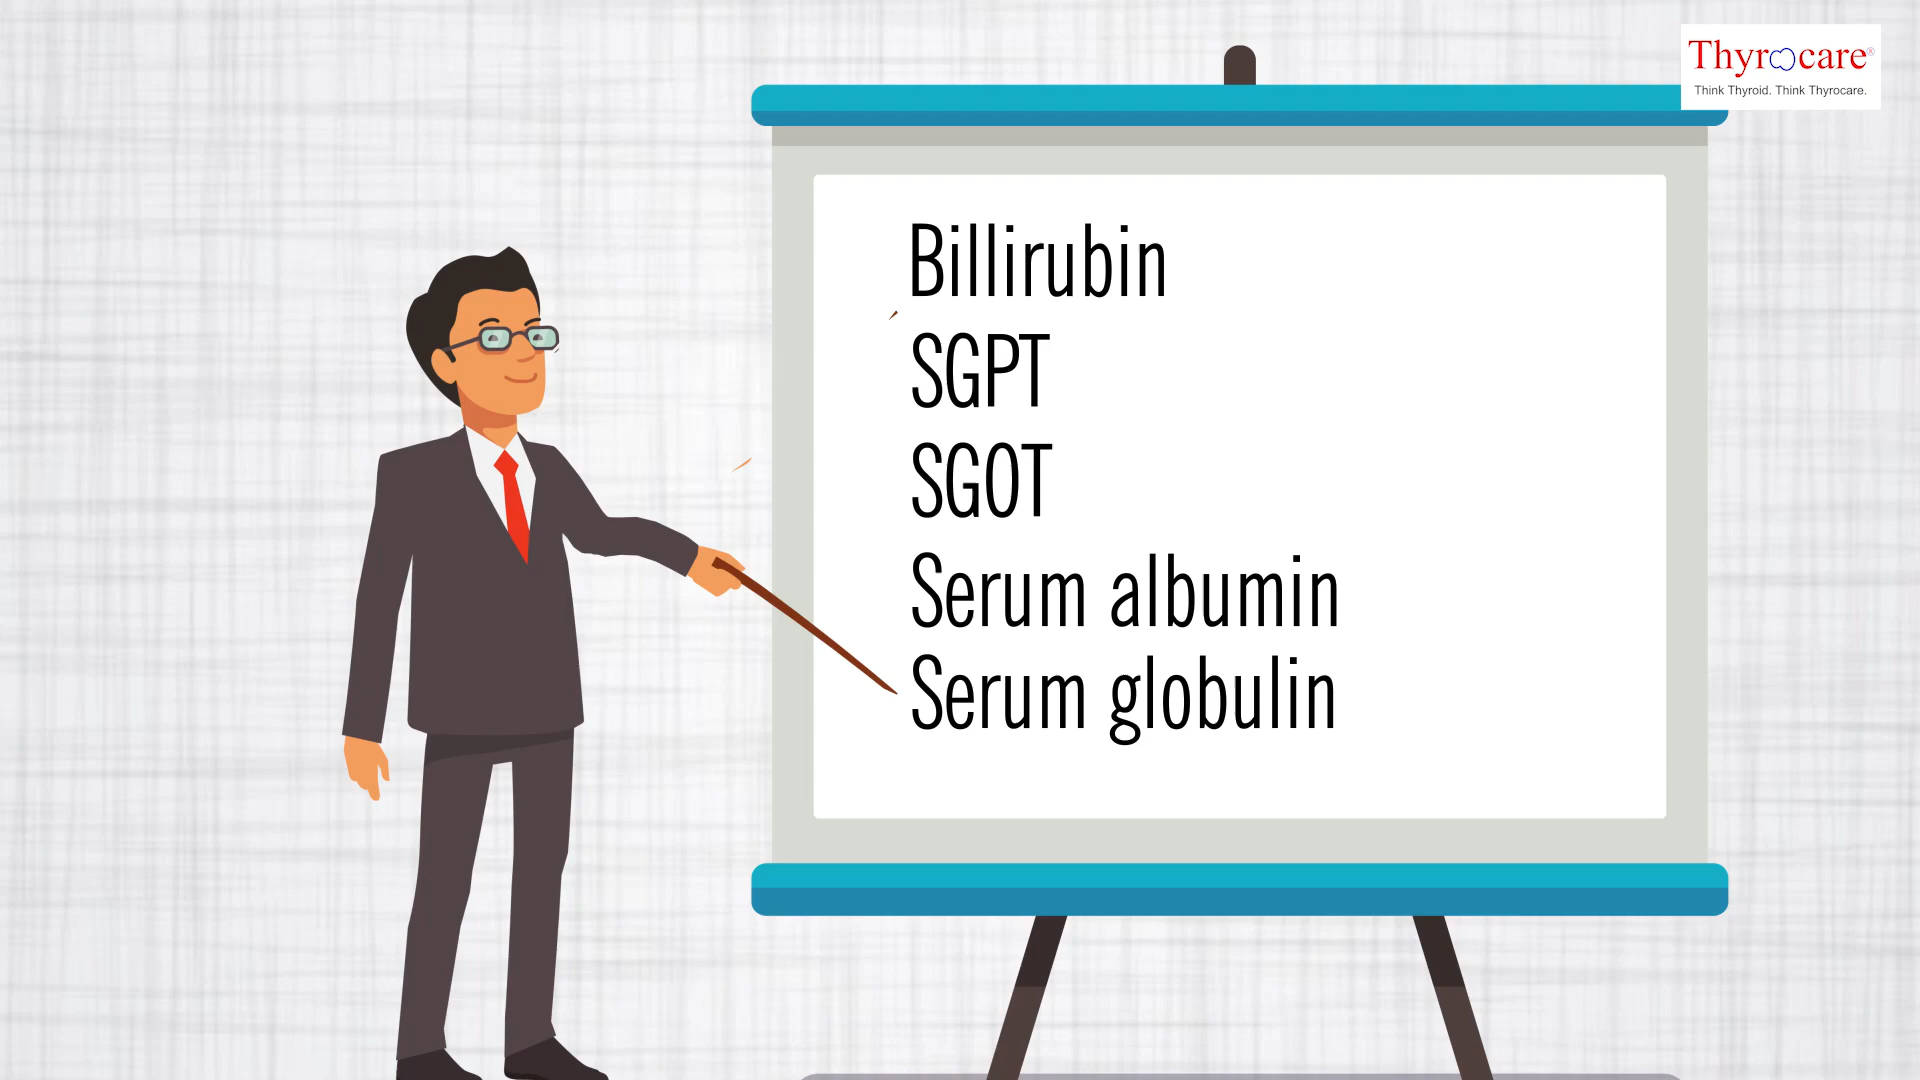 Thyrocare®
Think Thyroid. Think Thyrocare.
Billirubin
SGPT
SGOT
Serum albumin
Serum globulin